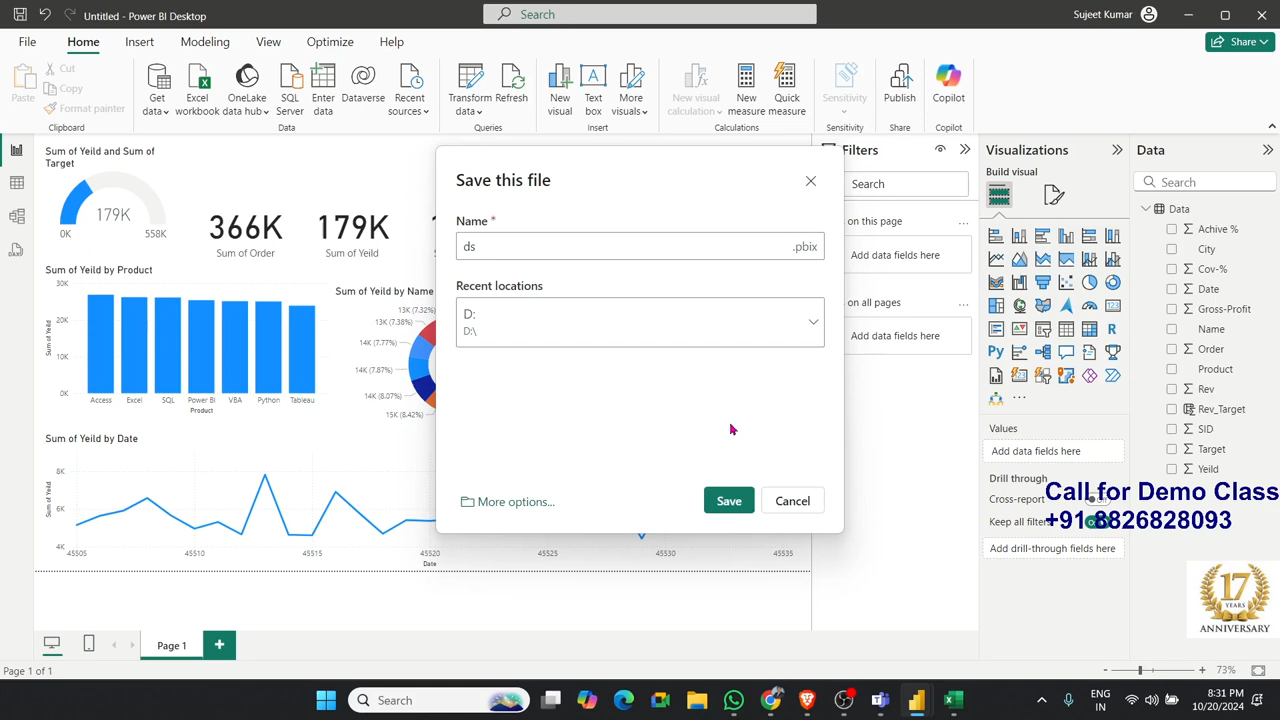 Untitled - Power BI Desktop
Search
Sujeet Kumar
File
Home
Insert
Modeling
View
Optimize
Help
Share
Paste
Cut
Copy
Format painter
Get data
Excel workbook
OneLake data hub
SQL Server
Enter data
Dataverse
Recent sources
Transform data
Refresh
New visual
Text box
More visuals
New visual calculation
New measure
Quick measure
Sensitivity
Publish
Copilot
Clipboard
Data
Queries
Insert
Calculations
Sensitivity
Share
Copilot
Sum of Yeild and Sum of
Target
179K
0K
558K
366K
Sum of Order
179K
Sum of Yeild
Sum of Yeild by Product
30K
20K
10K
0K
Sum of Yeild
Access
Excel
SQL
Power Bi
VBA
Python
Tableau
Product
Sum of Yeild by Name
13K (7.32%)
13K (7.38%)
14K (7.77%)
14K (7.87%)
14K (8.07%)
15K (8.42%)
Sum of Yeild by Date
8K
6K
4K
Sum of Yeild
45505
45510
45515
45520
45525
45530
45535
Date
Save this file
Name *
ds
.pbix
Recent locations
D:
D:\
More options...
Save
Cancel
Filters
Search
on this page
...
Add data fields here
on all pages
...
Add data fields here
Visualizations
Build visual
R
Py
123
...
Values
Add data fields here
Drill through
Cross-report
Keep all filters
Add drill-through fields here
Data
Search
Data
Achive %
City
Cov-%
Date
Gross-Profit
Name
Order
Product
Rev
Rev_Target
SID
Target
Yeild
Call for Demo Class
+91 8826828093
17
YEARS
ANNIVERSARY
Page 1
Page 1 of 1
73%
Search
ENG
IN
8:31 PM
10/20/2024